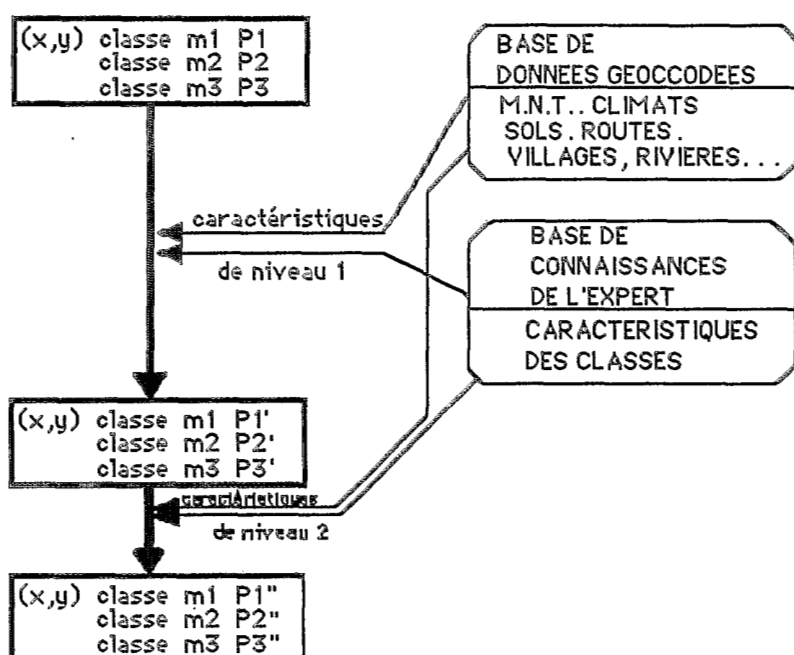 (x,y) classe m1 P1
classe m2 P2
classe m3 P3
BASE DE
DONNEES GEOCCODEES
M.N.T.. CLIMATS
SOLS. ROUTES.
VILLAGES, RIVIERES...
caractéristiques
de niveau 1
BASE DE
CONNAISSANCES
DE L'EXPERT
CARACTERISTIQUES
DES CLASSES
(x,y) classe m1 P1'
classe m2 P2'
classe m3 P3'
caractéristiques
de niveau 2
(x,y) classe m1 P1"
classe m2 P2"
classe m3 P3"